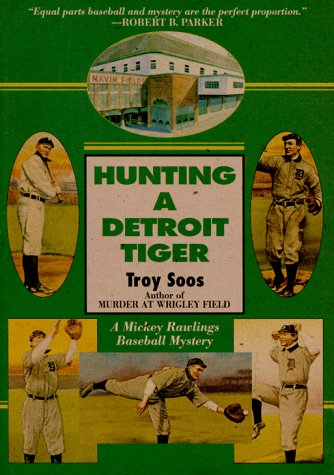 “Equal parts baseball and mystery are the perfect proportion.”
—ROBERT B. PARKER
NAVIN FIELD
HUNTING
A
DETROIT
TIGER
Troy Soos
Author of
MURDER AT WRIGLEY FIELD
A Mickey Rawlings
Baseball Mystery